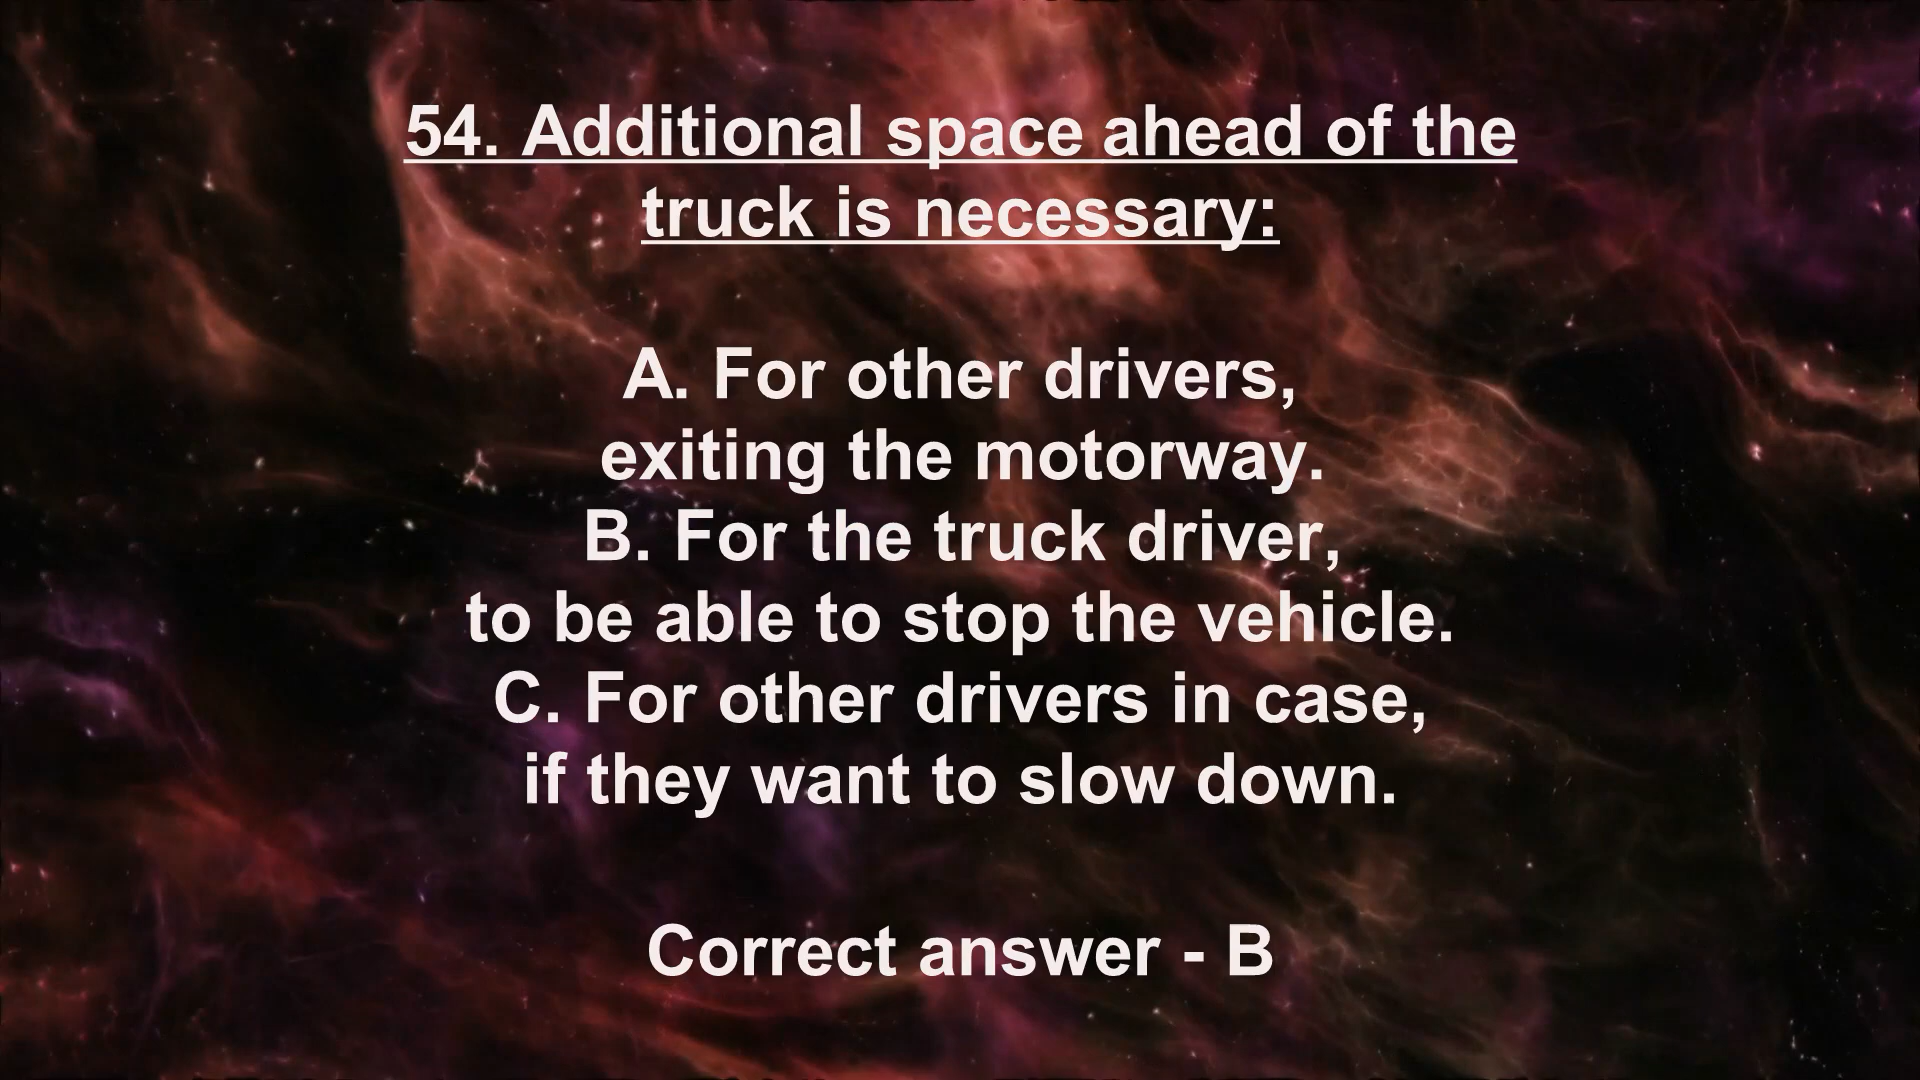 54. Additional space ahead of the
truck is necessary:
A. For other drivers,
exiting the motorway.
B. For the truck driver,
to be able to stop the vehicle.
C. For other drivers in case,
if they want to slow down.
Correct answer - B